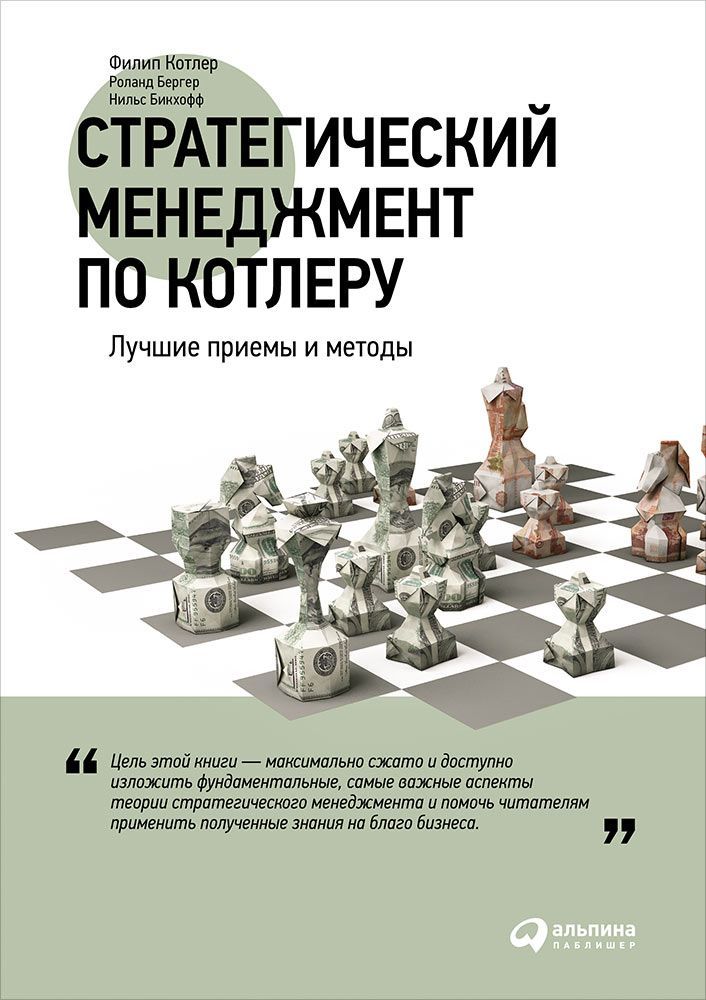 Филип Котлер
Роланд Бергер
Нильс Бикхофф
СТРАТЕГИЧЕСКИЙ
МЕНЕДЖМЕНТ
ПО КОТЛЕРУ
Лучшие приемы и методы
“ Цель этой книги — максимально сжато и доступно
изложить фундаментальные, самые важные аспекты
теории стратегического менеджмента и помочь читателям
применить полученные знания на благо бизнеса. ”
альпина
ПАБЛИШЕР